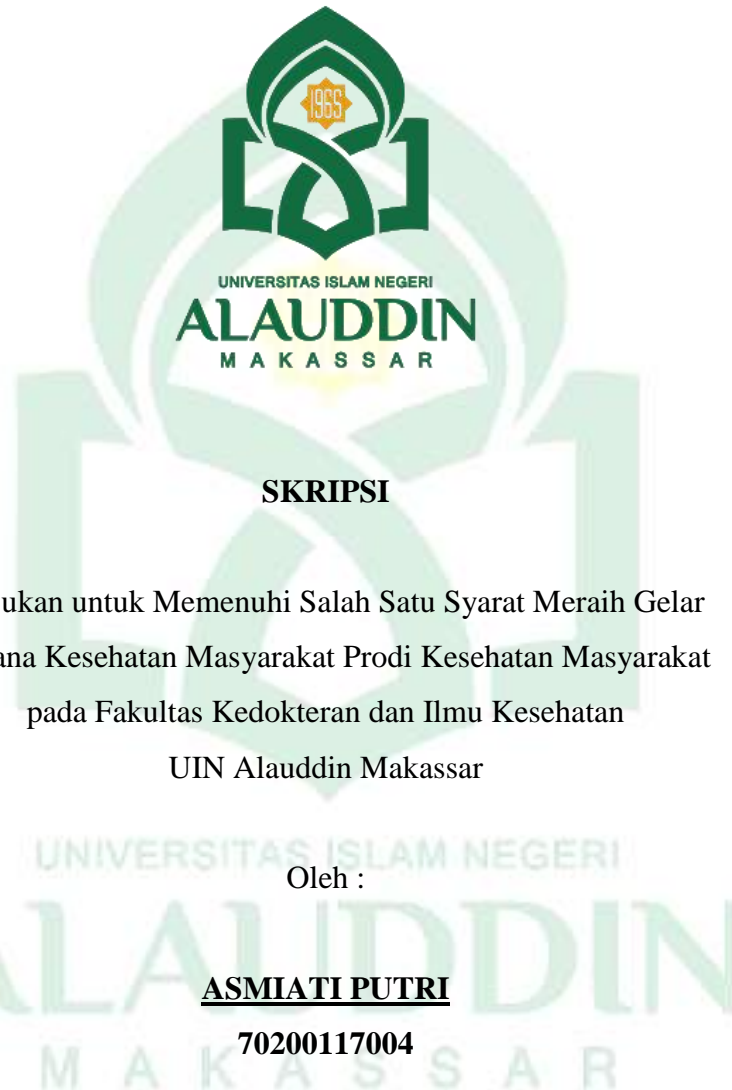 1965
UNIVERSITAS ISLAM NEGERI
ALAUDDIN
MAKASSAR
SKRIPSI
untuk Memenuhi Salah Satu Syarat Meraih Gelar
Kesehatan Masyarakat Prodi Kesehatan Masyarakat
pada Fakultas Kedokteran dan Ilmu Kesehatan
UIN Alauddin Makassar
UNIVERSITAS ISLAM NEGERI
Oleh :
ALAUDDIN
ASMIATI PUTRI
70200117004
MAKASSAR